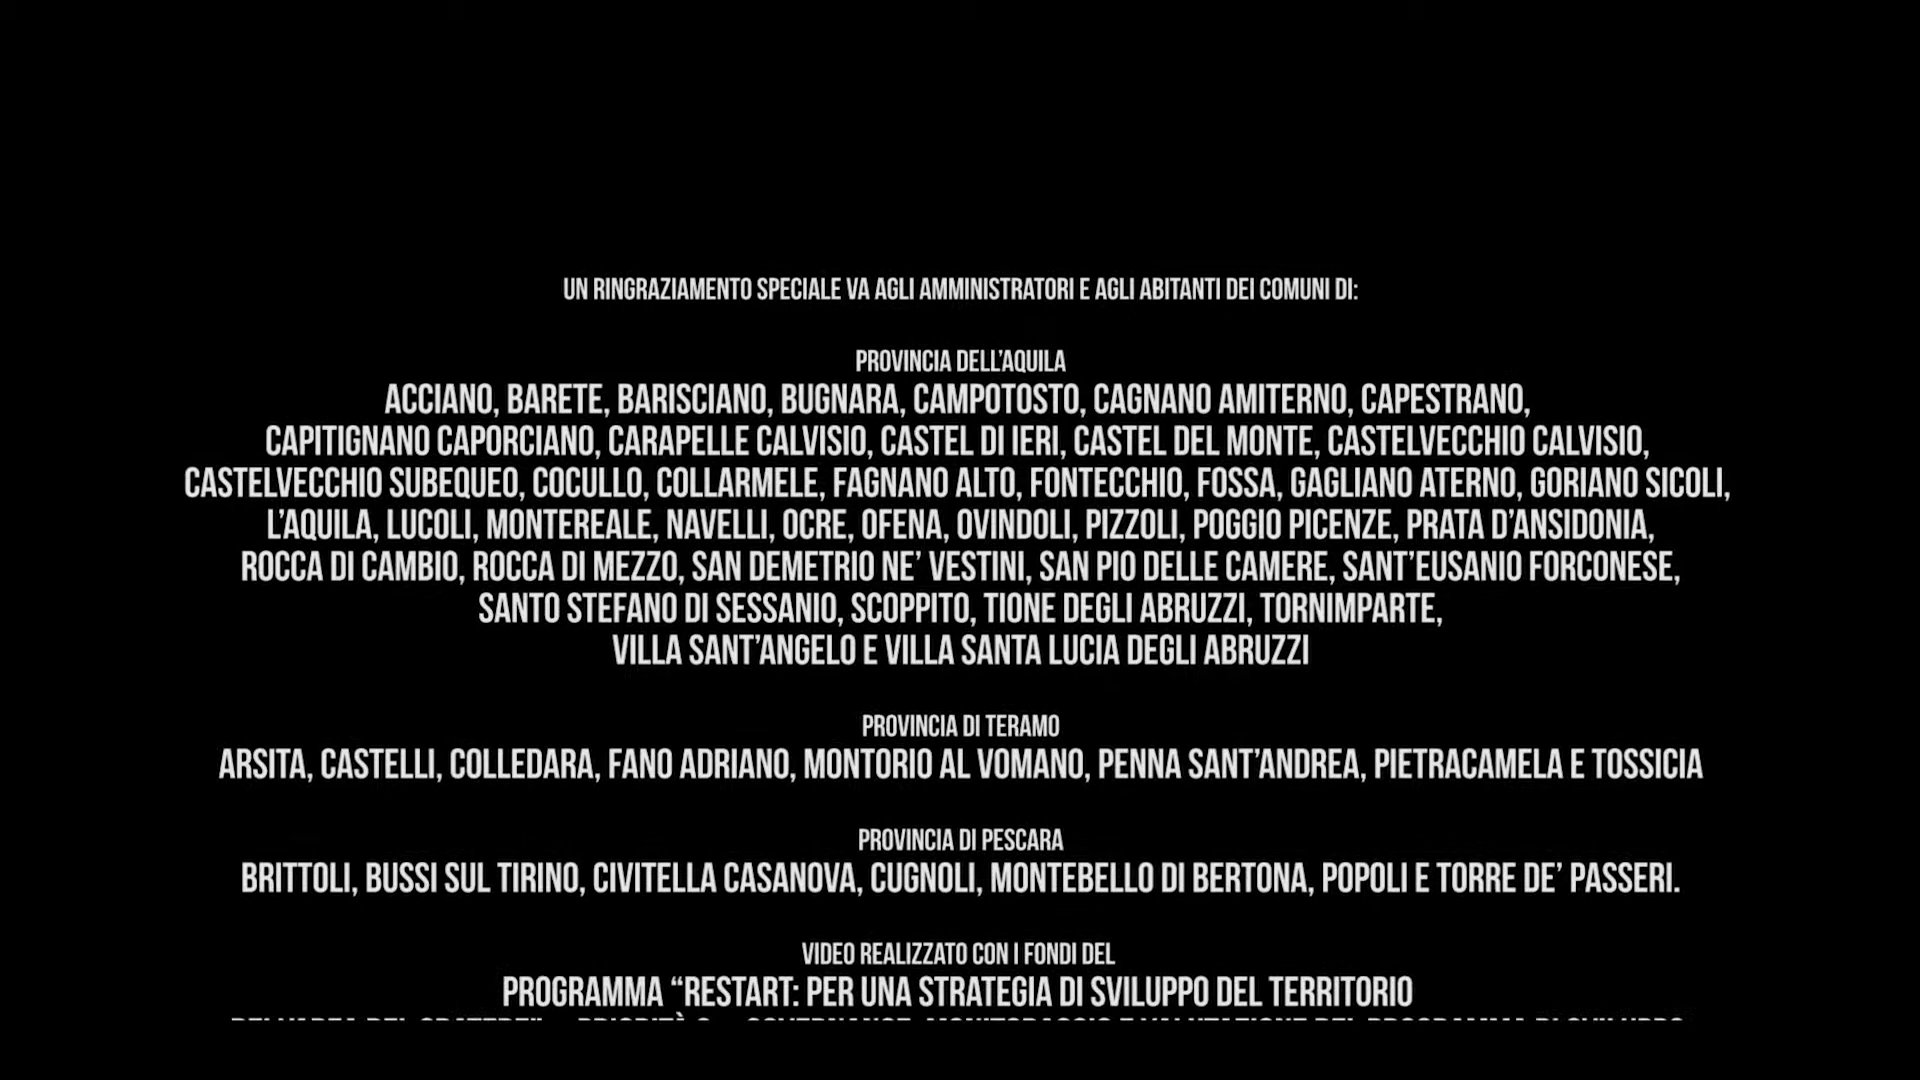 UN RINGRAZIAMENTO SPECIALE VA AGLI AMMINISTRATORI E AGLI ABITANTI DEI COMUNI DI:
PROVINCIA DELL'AQUILA
ACCIANO, BARETE, BARISCIANO, BUGNARA, CAMPOTOSTO, CAGNANO AMITERNO, CAPESTRANO,
CAPITIGNANO CAPORCIANO, CARAPELLE CALVISIO, CASTEL DI IERI, CASTEL DEL MONTE, CASTELVECCHIO CALVISIO,
CASTELVECCHIO SUBEQUEO, COCULLO, COLLARMELE, FAGNANO ALTO, FONTECCHIO, FOSSA, GAGLIANO ATERNO, GORIANO SICOLI,
L'AQUILA, LUCOLI, MONTEREALE, NAVELLI, OCRE, OFENA, OVINDOLI, PIZZOLI, POGGIO PICENZE, PRATA D'ANSIDONIA,
ROCCA DI CAMBIO, ROCCA DI MEZZO, SAN DEMETRIO NE' VESTINI, SAN PIO DELLE CAMERE, SANT'EUSANIO FORCONESE,
SANTO STEFANO DI SESSANIO, SCOPPITO, TIONE DEGLI ABRUZZI, TORNIMPARTE,
VILLA SANT'ANGELO E VILLA SANTA LUCIA DEGLI ABRUZZI
PROVINCIA DI TERAMO
ARSITA, CASTELLI, COLLEDARA, FANO ADRIANO, MONTORIO AL VOMANO, PENNA SANT'ANDREA, PIETRACAMELA E TOSSICIA
PROVINCIA DI PESCARA
BRITTOLI, BUSSI SUL TIRINO, CIVITELLA CASANOVA, CUGNOLI, MONTEBELLO DI BERTONA, POPOLI E TORRE DE' PASSERI.
VIDEO REALIZZATO CON I FONDI DEL
PROGRAMMA “RESTART: PER UNA STRATEGIA DI SVILUPPO DEL TERRITORIO